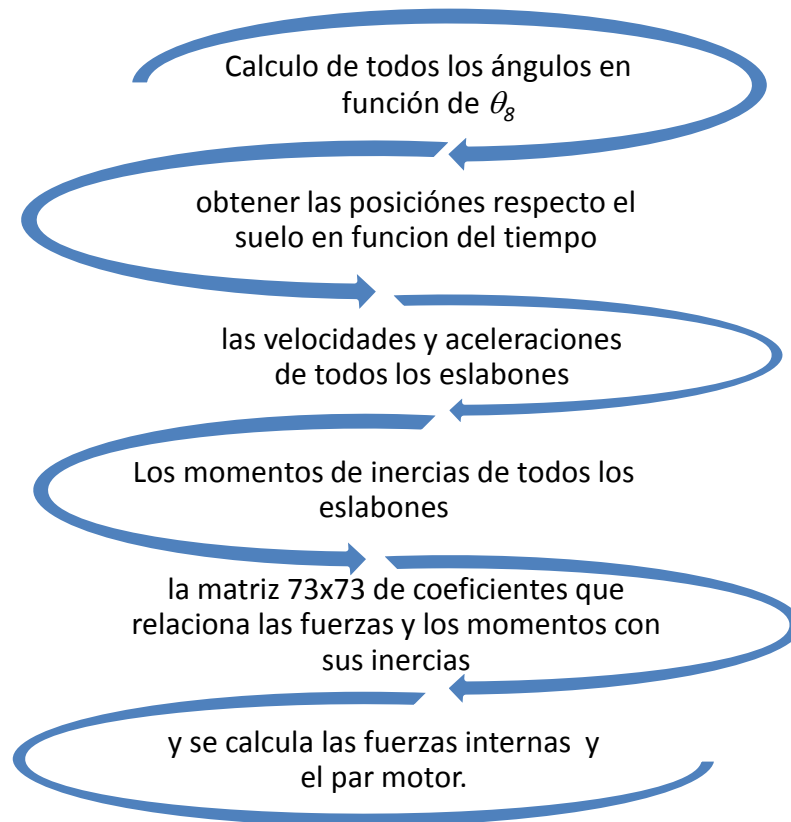 Calculo de todos los ángulos en
función de θ₈
obtener las posiciónes respecto el
suelo en funcion del tiempo
las velocidades y aceleraciones
de todos los eslabones
Los momentos de inercias de todos los
eslabones
la matriz 73x73 de coeficientes que
relaciona las fuerzas y los momentos con
sus inercias
y se calcula las fuerzas internas y
el par motor.